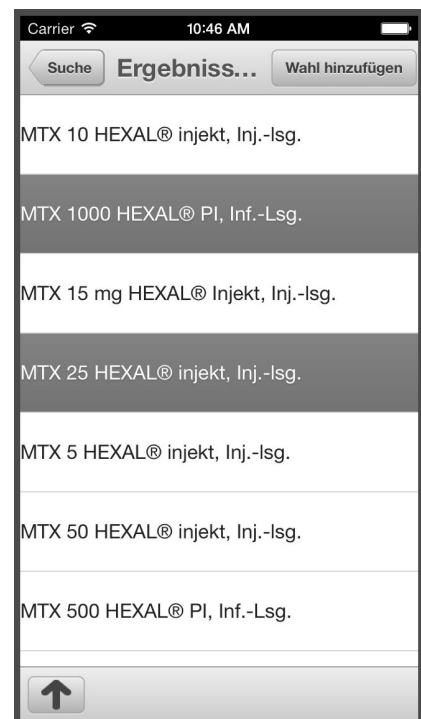 Carrier 10:46 AM
Suche Ergebniss... Wahl hinzufügen
MTX 10 HEXAL® injekt, Inj.-lsg.
MTX 1000 HEXAL® PI, Inf.-Lsg.
MTX 15 mg HEXAL® Injekt, Inj.-lsg.
MTX 25 HEXAL® injekt, Inj.-lsg.
MTX 5 HEXAL® injekt, Inj.-lsg.
MTX 50 HEXAL® injekt, Inj.-lsg.
MTX 500 HEXAL® PI, Inf.-Lsg.